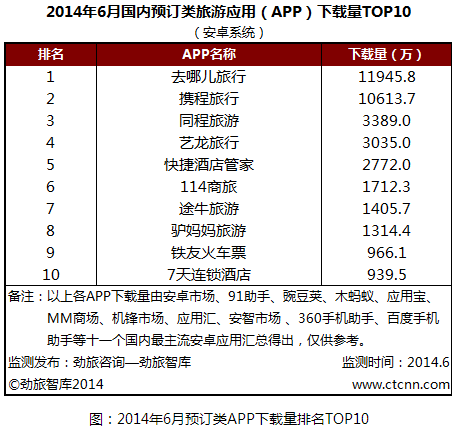 2014年6月国内预订类旅游应用（APP）下载量TOP10
（安卓系统）
排名 APP名称 下载量（万）
1 去哪儿旅行 11945.8
2 携程旅行 10613.7
3 同程旅游 3389.0
4 艺龙旅行 3035.0
5 快捷酒店管家 2772.0
6 114商旅 1712.3
7 途牛旅游 1405.7
8 驴妈妈旅游 1314.4
9 铁友火车票 966.1
10 7天连锁酒店 939.5
备注：以上各APP下载量由安卓市场、91助手、豌豆荚、木蚂蚁、应用宝、
MM商场、机锋市场、应用汇、安智市场 、360手机助手、百度手机
助手等十一个国内最主流安卓应用汇总得出，仅供参考。
监测发布：劲旅咨询—劲旅智库 监测时间：2014.6
©劲旅智库2014 www.ctcnn.com
图：2014年6月预订类APP下载量排名TOP10